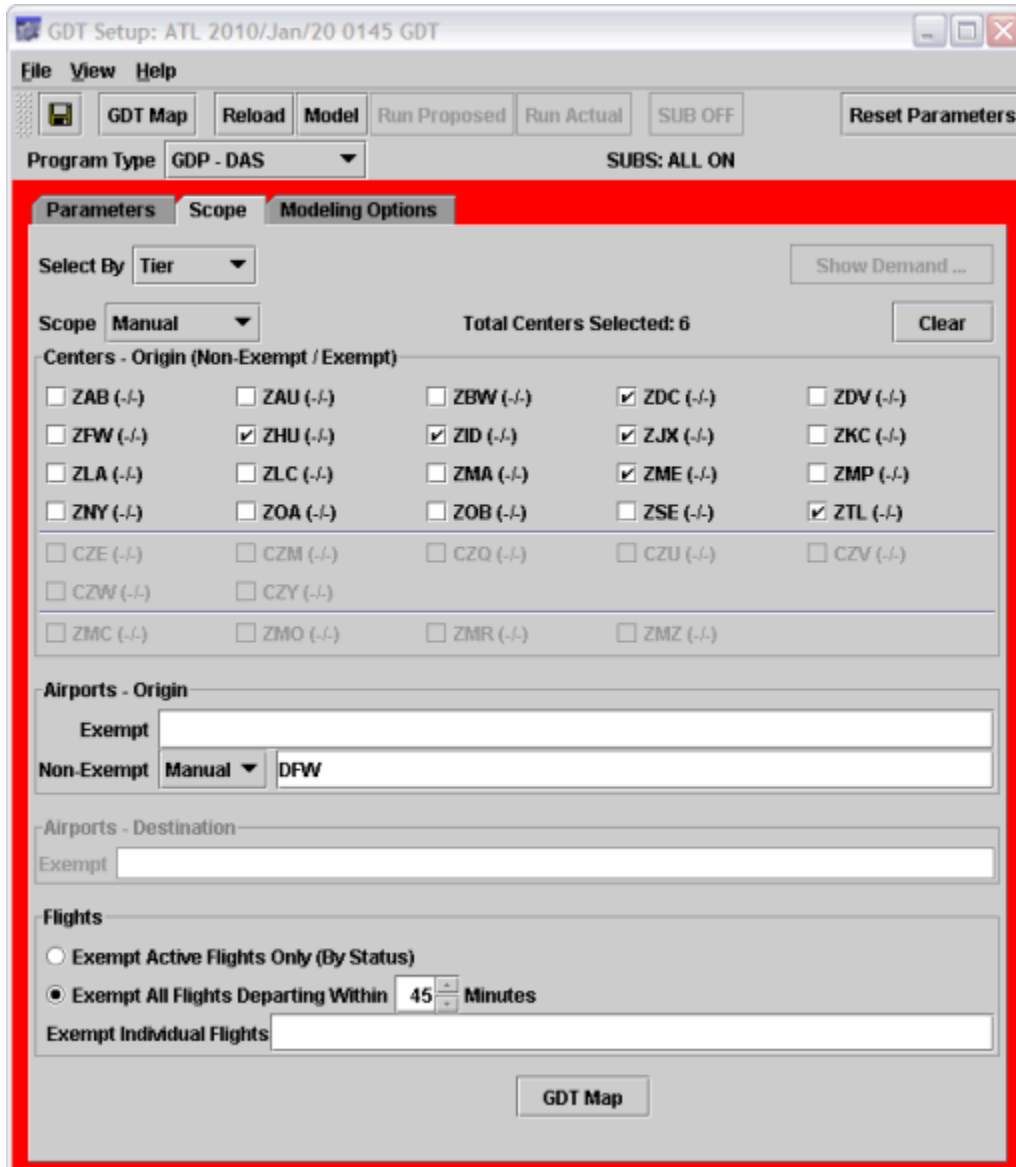 GDT Setup: ATL 2010/Jan/20 0145 GDT
File View Help
GDT Map Reload Model Run Proposed Run Actual SUB OFF Reset Parameters
Program Type GDP - DAS SUBS: ALL ON
Parameters Scope Modeling Options
Select By Tier Show Demand ...
Scope Manual Total Centers Selected: 6 Clear
Centers - Origin (Non-Exempt / Exempt)
ZAB (-/-) ZAU (-/-) ZBW (-/-) ZDC (-/-) ZDV (-/-)
ZFW (-/-) ZHU (-/-) ZID (-/-) ZJX (-/-) ZKC (-/-)
ZLA (-/-) ZLC (-/-) ZMA (-/-) ZME (-/-) ZMP (-/-)
ZNY (-/-) ZOA (-/-) ZOB (-/-) ZSE (-/-) ZTL (-/-)
CZE (-/-) CZM (-/-) CZQ (-/-) CZU (-/-) CZV (-/-)
CZW (-/-) CZY (-/-)
ZMC (-/-) ZMO (-/-) ZMR (-/-) ZMZ (-/-)
Airports - Origin
Exempt
Non-Exempt Manual DFW
Airports - Destination
Exempt
Flights
Exempt Active Flights Only (By Status)
Exempt All Flights Departing Within 45 Minutes
Exempt Individual Flights
GDT Map